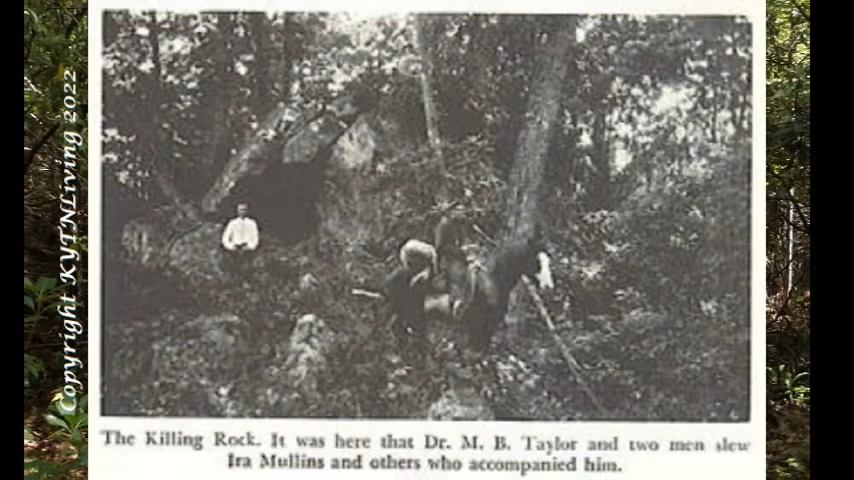 Copyright KYTNLiving 2022
The Killing Rock. It was here that Dr. M. B. Taylor and two men slew
Ira Mullins and others who accompanied him.